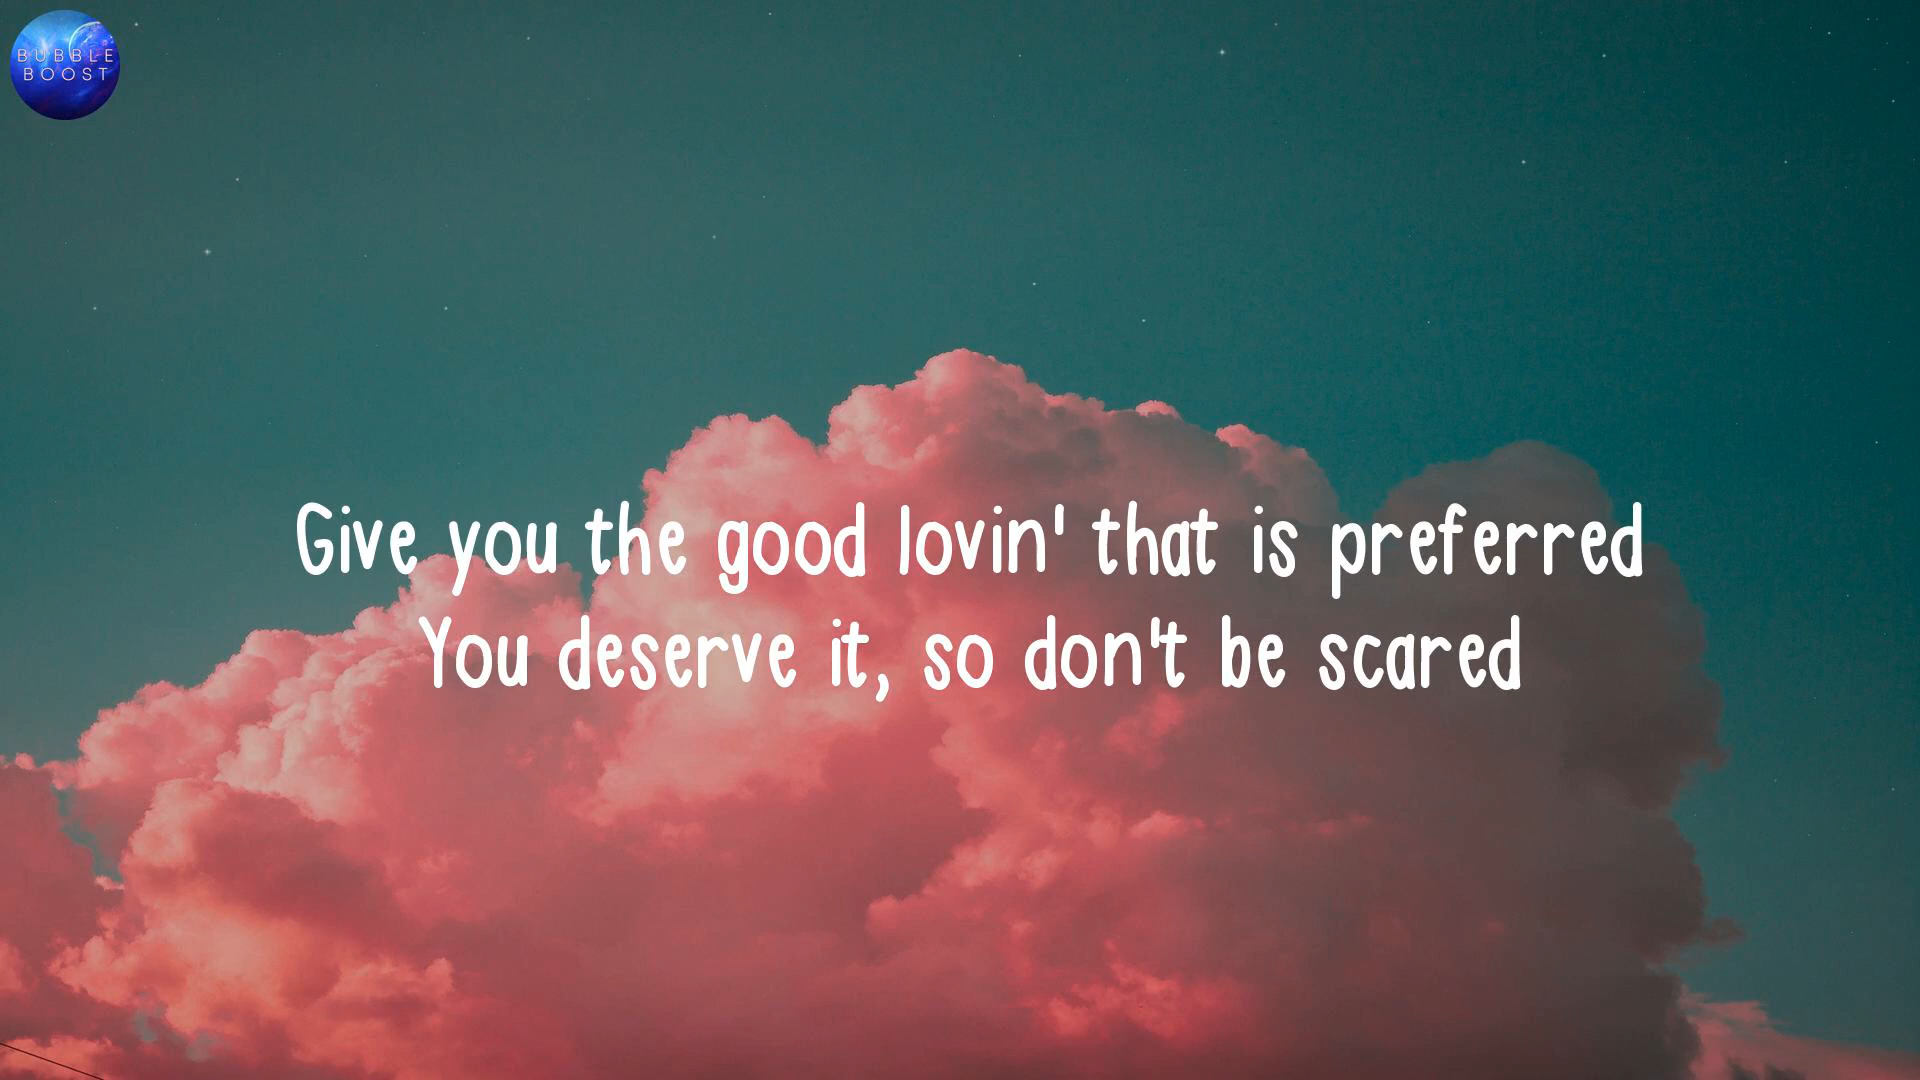 BUBBLE
BOOST
Give you the good lovin' that is preferred
You deserve it, so don't be scared